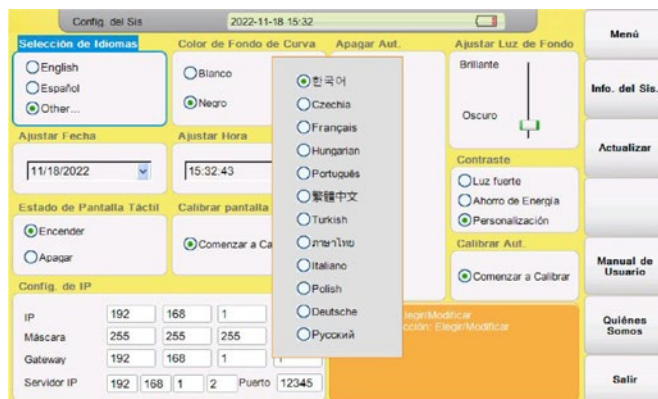 Config. del Sis
2022-11-18 15:32
Selección de Idiomas
English
Español
Other...
Color de Fondo de Curva
Blanco
Negro
Apagar Aut.
Ajustar Luz de Fondo
Brillante
Oscuro
Ajustar Fecha
11/18/2022
Ajustar Hora
15:32:43
Contraste
Luz fuerte
Ahorro de Energía
Personalización
Estado de Pantalla Táctil
Encender
Apagar
Calibrar pantalla
Comenzar a Ca
Calibrar Aut.
Comenzar a Calibrar
한국어
Czechia
Français
Hungarian
Português
繁體中文
Turkish
ภาษาไทย
Italiano
Polish
Deutsche
Русский
Config. de IP
IP 192 168 1
Máscara 255 255 255
Gateway 192 168 1 1
Servidor IP 192 168 1 2 Puerto 12345
legir/Modificar
cción: Elegir/Modificar
Menú
Info. del Sis.
Actualizar
Manual de
Usuario
Quiénes
Somos
Salir